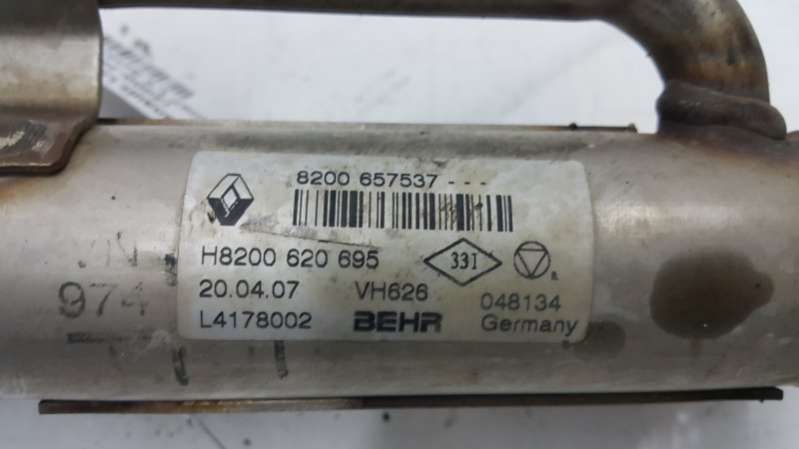 8200 657537 - - -
H8200 620 695 331
20.04.07 VH626 048134
L4178002 BEHR Germany
974